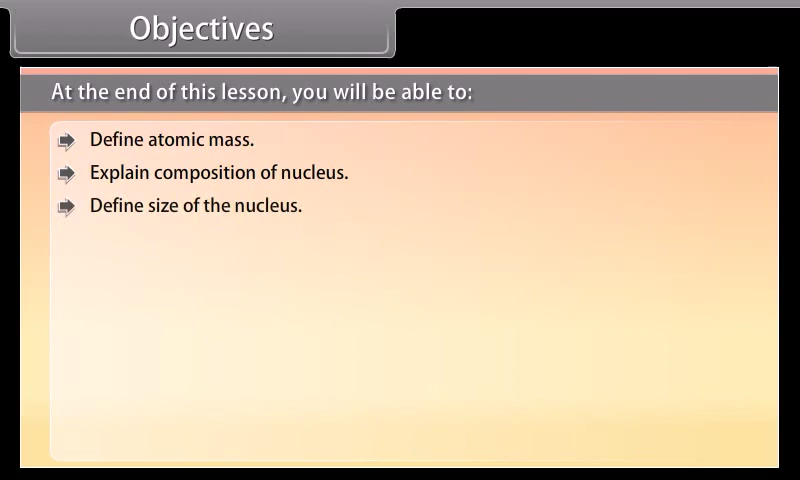 Objectives
At the end of this lesson, you will be able to:
Define atomic mass.
Explain composition of nucleus.
Define size of the nucleus.